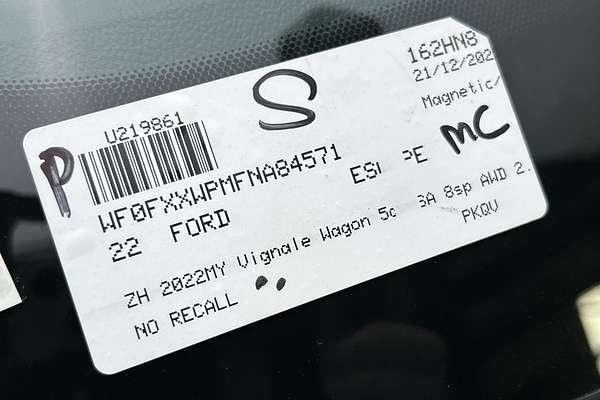 162HN8
21/12/202
S
U219861
Magnetic/
P
MC
WF0FXXWPMFNA84571
22 FORD
PE
ZH 2022MY Vignale Wagon 5d SA 8sp AWD 2.
PKQV
NO RECALL